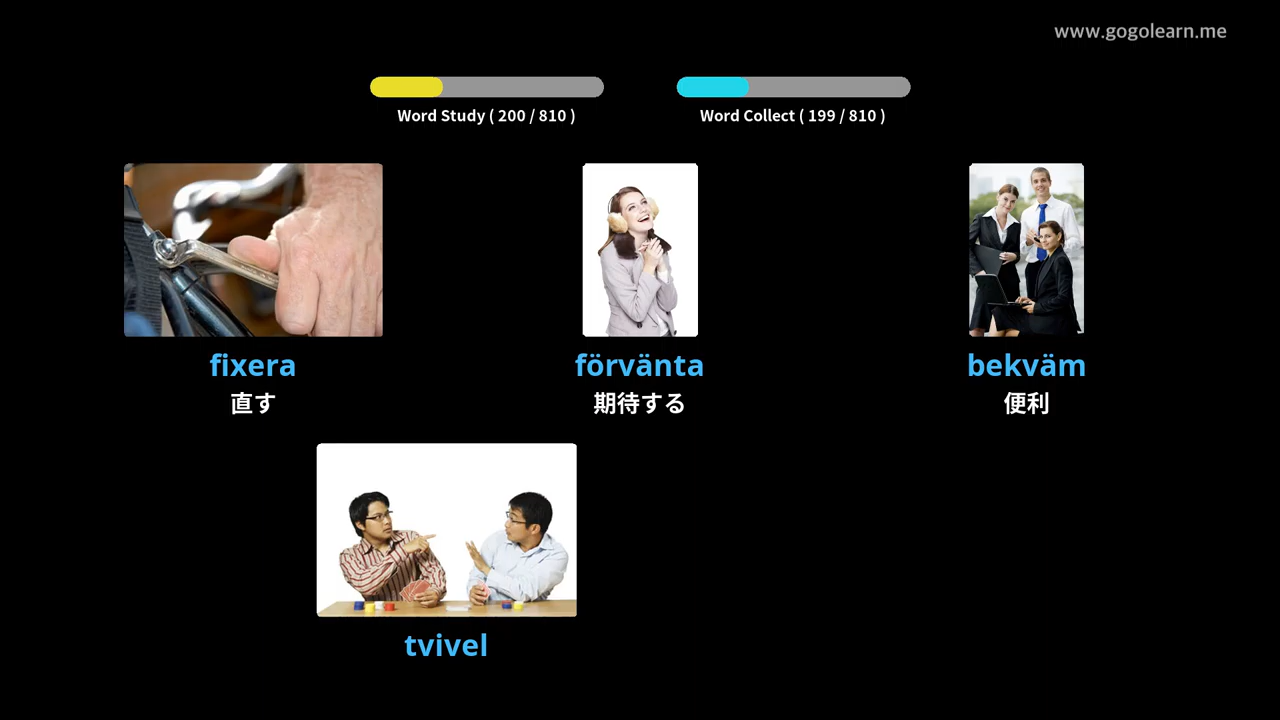 www.gogolearn.me
Word Study ( 200 / 810 )
Word Collect ( 199 / 810 )
fixera
直す
förvänta
期待する
bekväm
便利
tvivel